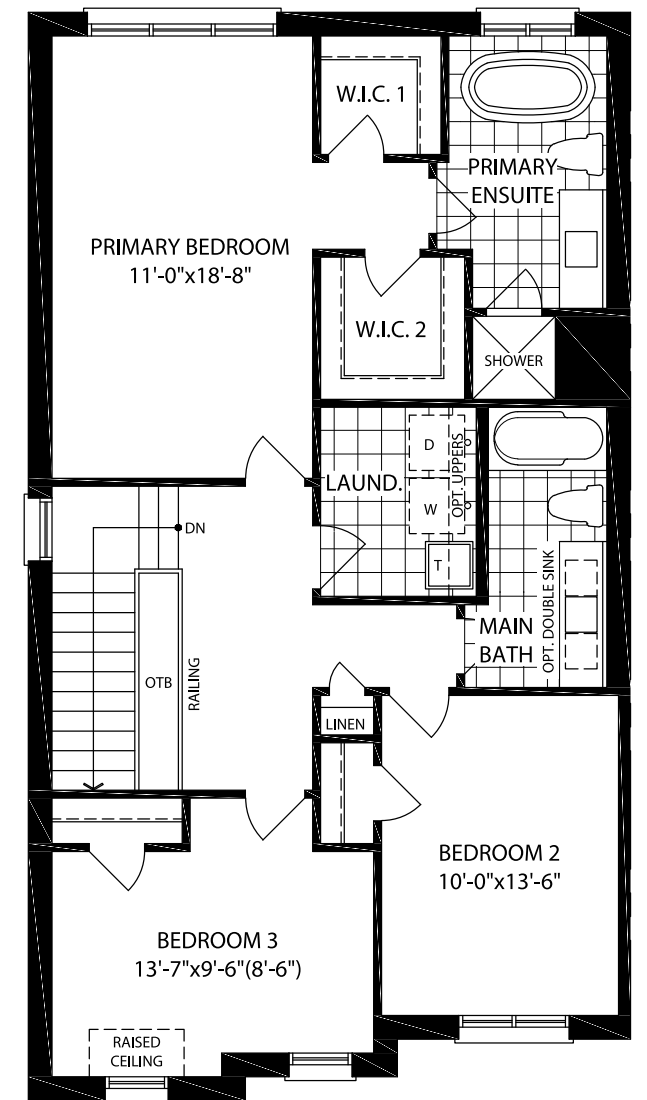 W.I.C. 1
PRIMARY
ENSUITE
PRIMARY BEDROOM
11'-0"x18'-8"
W.I.C. 2
SHOWER
D
OPT. UPPERS
LAUND.
W
DN
T
OPT. DOUBLE SINK
MAIN
BATH
OTB
RAILING
LINEN
BEDROOM 2
10'-0"x13'-6"
BEDROOM 3
13'-7"x9'-6"(8'-6")
RAISED
CEILING